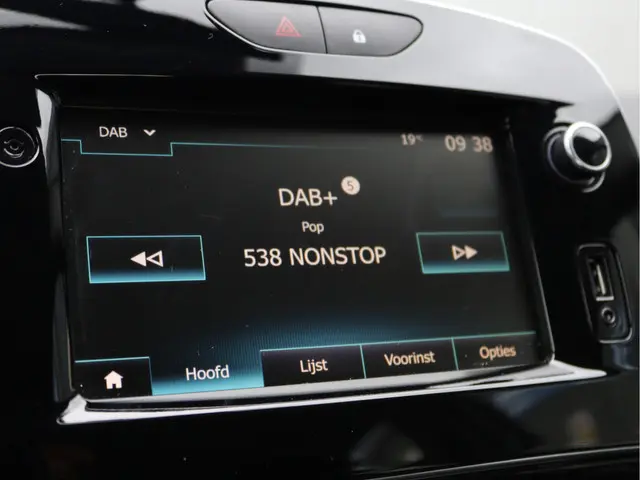 DAB
19°C
09 38
DAB+ 5
Pop
538 NONSTOP
Hoofd
Lijst
Voorinst
Opties